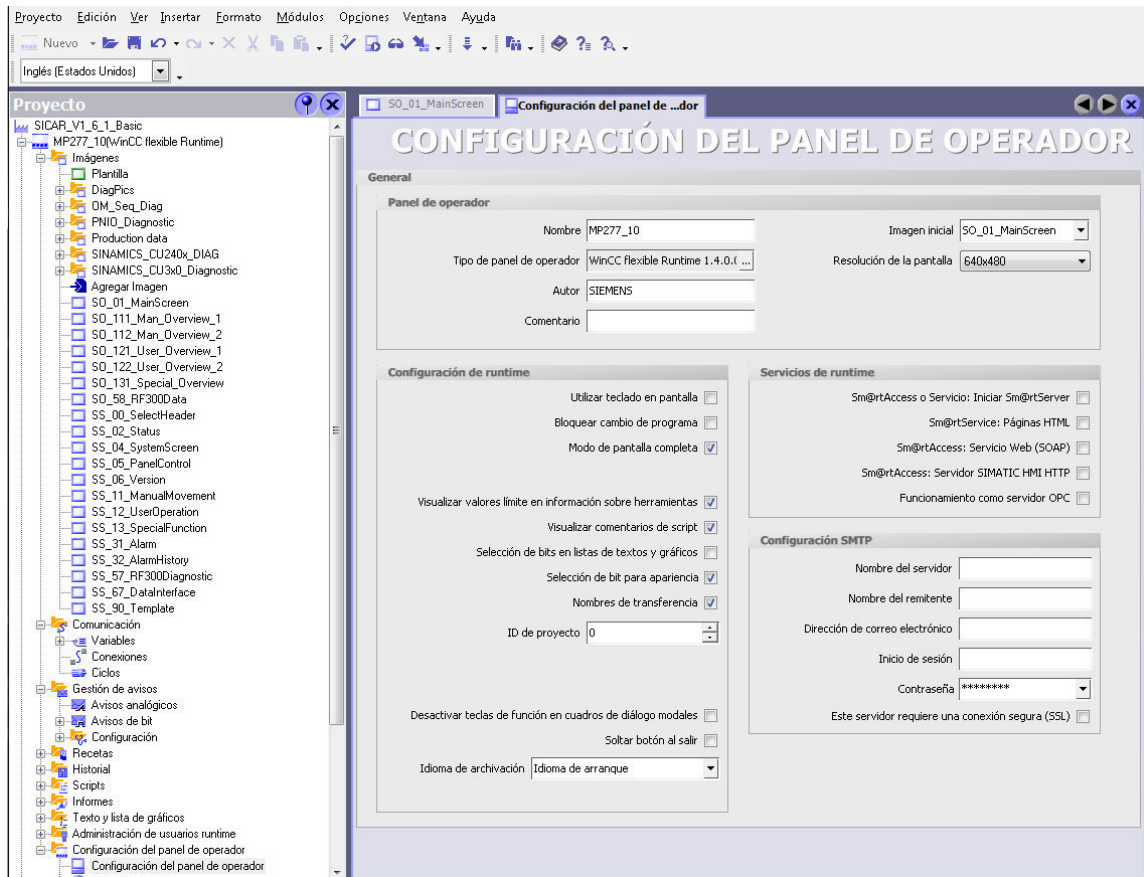 Proyecto Edición Ver Insertar Formato Módulos Opciones Ventana Ayuda
Nuevo
Inglés (Estados Unidos)
Proyecto
SICAR_V1_6_1_Basic
MP277_10(WinCC flexible Runtime)
Imágenes
Plantilla
DiagPics
OM_Seq_Diag
PNIO_Diagnostic
Production data
SINAMICS_CU240x_DIAG
SINAMICS_CU3x0_Diagnostic
Agregar Imagen
SO_01_MainScreen
SO_111_Man_Overview_1
SO_112_Man_Overview_2
SO_121_User_Overview_1
SO_122_User_Overview_2
SO_131_Special_Overview
SO_58_RF300Data
SS_00_SelectHeader
SS_02_Status
SS_04_SystemScreen
SS_05_PanelControl
SS_06_Version
SS_11_ManualMovement
SS_12_UserOperation
SS_13_SpecialFunction
SS_31_Alarm
SS_32_AlarmHistory
SS_57_RF300Diagnostic
SS_67_DataInterface
SS_90_Template
Comunicación
Variables
Conexiones
Ciclos
Gestión de avisos
Avisos analógicos
Avisos de bit
Configuración
Recetas
Historial
Scripts
Informes
Texto y lista de gráficos
Administración de usuarios runtime
Configuración del panel de operador
Configuración del panel de operador
SO_01_MainScreen
Configuración del panel de ...dor
CONFIGURACIÓN DEL PANEL DE OPERADOR
General
Panel de operador
Nombre MP277_10
Tipo de panel de operador WinCC flexible Runtime 1.4.0.( ...
Autor SIEMENS
Comentario
Imagen inicial SO_01_MainScreen
Resolución de la pantalla 640x480
Configuración de runtime
Utilizar teclado en pantalla
Bloquear cambio de programa
Modo de pantalla completa
Visualizar valores límite en información sobre herramientas
Visualizar comentarios de script
Selección de bits en listas de textos y gráficos
Selección de bit para apariencia
Nombres de transferencia
ID de proyecto 0
Desactivar teclas de función en cuadros de diálogo modales
Soltar botón al salir
Idioma de archivación Idioma de arranque
Servicios de runtime
Sm@rtAccess o Servicio: Iniciar Sm@rtServer
Sm@rtService: Páginas HTML
Sm@rtAccess: Servicio Web (SOAP)
Sm@rtAccess: Servidor SIMATIC HMI HTTP
Funcionamiento como servidor OPC
Configuración SMTP
Nombre del servidor
Nombre del remitente
Dirección de correo electrónico
Inicio de sesión
Contraseña ********
Este servidor requiere una conexión segura (SSL)